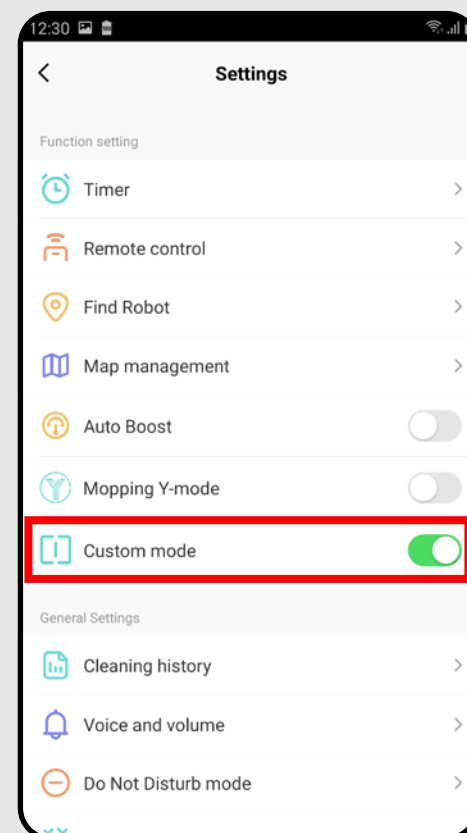 12:30
Settings
Function setting
Timer
Remote control
Find Robot
Map management
Auto Boost
Mopping Y-mode
Custom mode
General Settings
Cleaning history
Voice and volume
Do Not Disturb mode